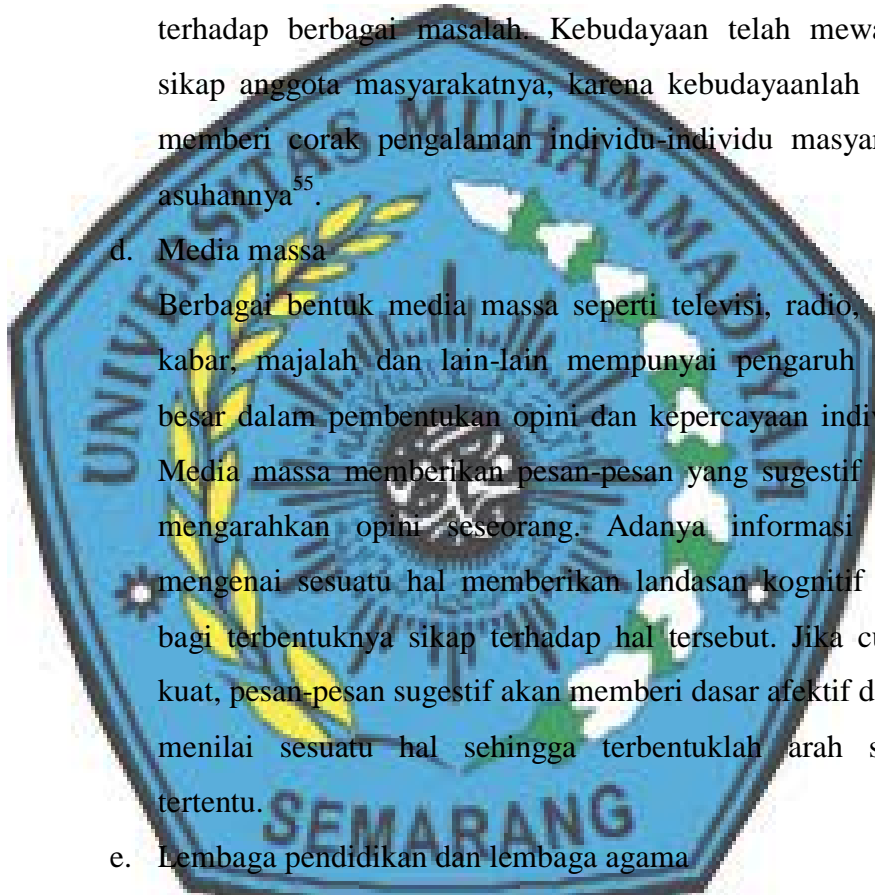 terhadap berbagai masalah. Kebudayaan telah mewa
sikap anggota masyarakatnya, karena kebudayaanlah
memberi corak pengalaman individu-individu masyar
asuhannya55.
d. Media massa
Berbagai bentuk media massa seperti televisi, radio,
kabar, majalah dan lain-lain mempunyai pengaruh
besar dalam pembentukan opini dan kepercayaan indiv
Media massa memberikan pesan-pesan yang sugestif
mengarahkan opini seseorang. Adanya informasi
mengenai sesuatu hal memberikan landasan kognitif
bagi terbentuknya sikap terhadap hal tersebut. Jika cu
kuat, pesan-pesan sugestif akan memberi dasar afektif d
menilai sesuatu hal sehingga terbentuklah arah s
tertentu.
e. Lembaga pendidikan dan lembaga agama
UNIVERSITAS MUHAMMADIYAH
SEMARANG